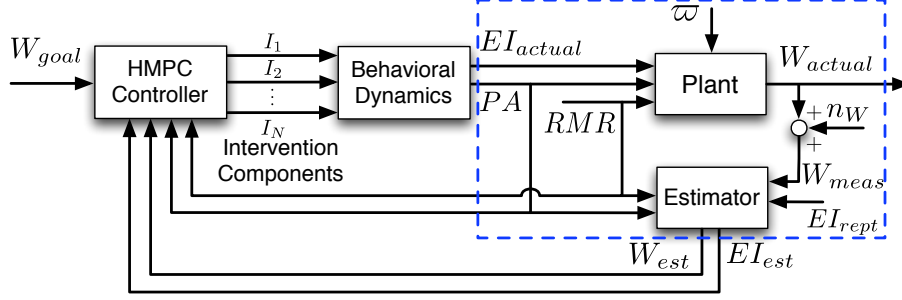 ϖ
W_goal
HMPC
Controller
I_1
I_2
⋮
I_N
Intervention
Components
Behavioral
Dynamics
EI_actual
PA
RMR
Plant
W_actual
+
n_W
+
W_meas
Estimator
EI_rept
W_est
EI_est